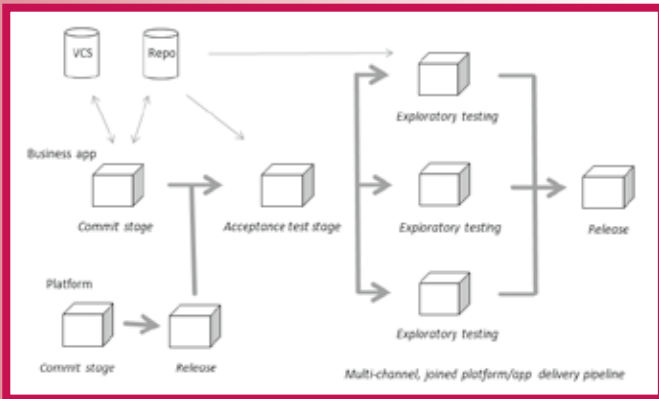 VCS
Repo
Exploratory testing
Business app
Commit stage
Acceptance test stage
Exploratory testing
Release
Platform
Commit stage
Release
Exploratory testing
Multi-channel, joined platform/app delivery pipeline